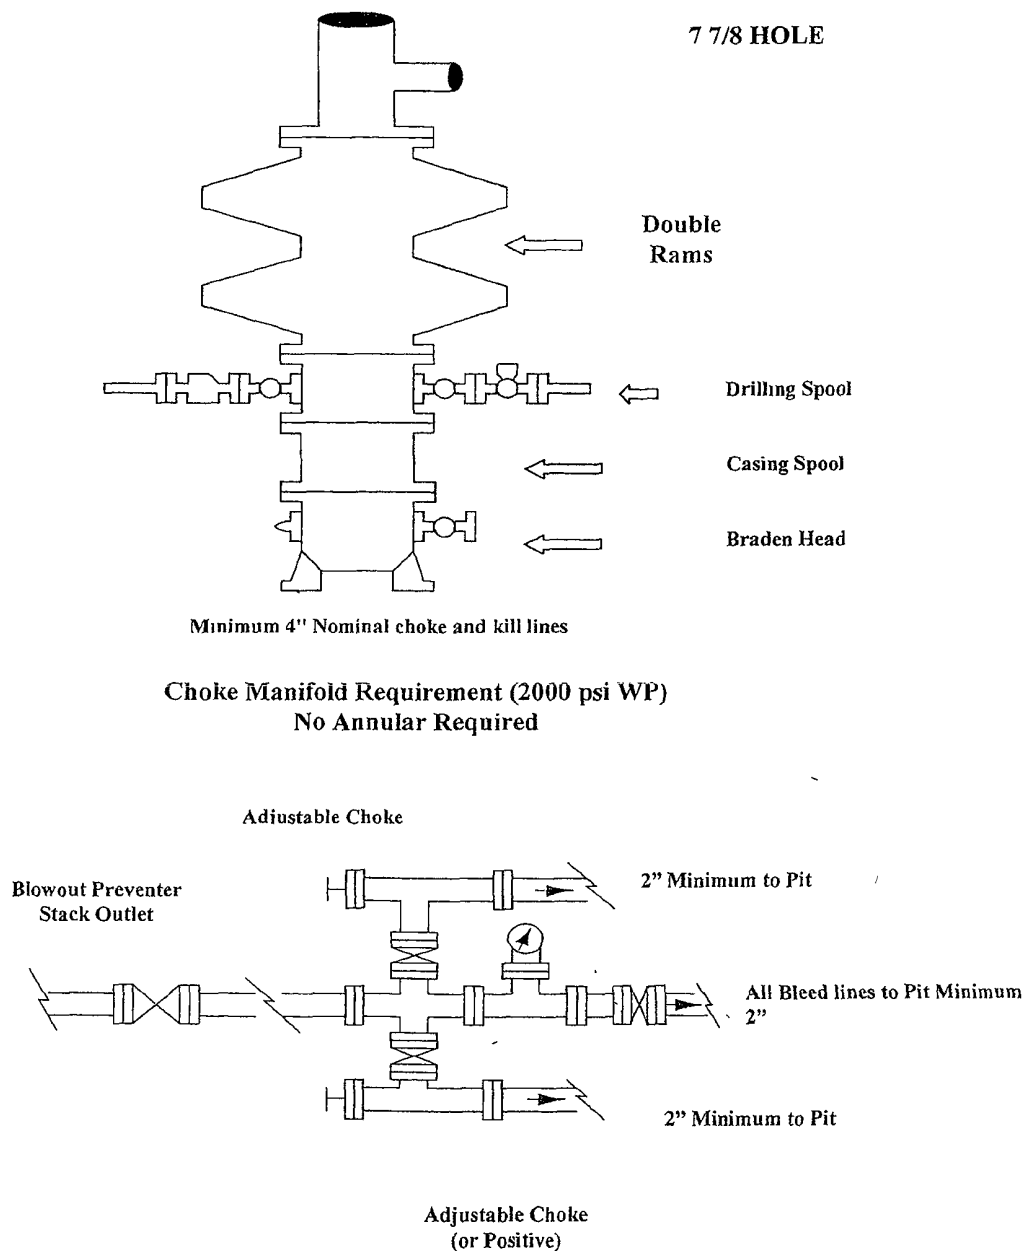 7 7/8 HOLE
Double
Rams
Drilling Spool
Casing Spool
Braden Head
Minimum 4" Nominal choke and kill lines
Choke Manifold Requirement (2000 psi WP)
No Annular Required
Adjustable Choke
2" Minimum to Pit
Blowout Preventer
Stack Outlet
All Bleed lines to Pit Minimum
2"
2" Minimum to Pit
Adjustable Choke
(or Positive)